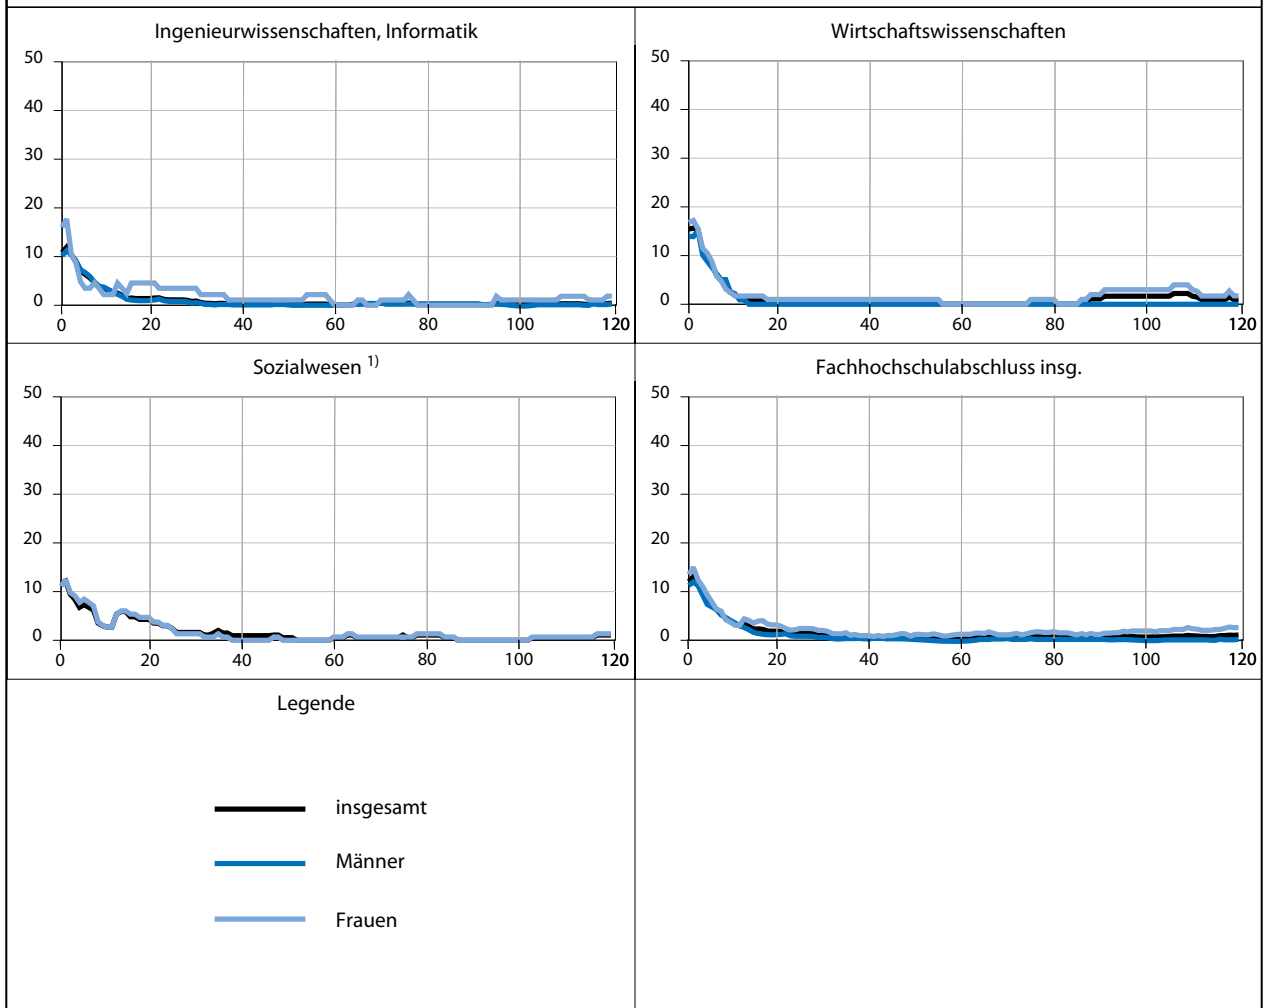 Ingenieurwissenschaften, Informatik
50
40
30
20
10
0
0 20 40 60 80 100 120
Wirtschaftswissenschaften
50
40
30
20
10
0
0 20 40 60 80 100 120
Sozialwesen 1)
50
40
30
20
10
0
0 20 40 60 80 100 120
Fachhochschulabschluss insg.
50
40
30
20
10
0
0 20 40 60 80 100 120
Legende
insgesamt
Männer
Frauen